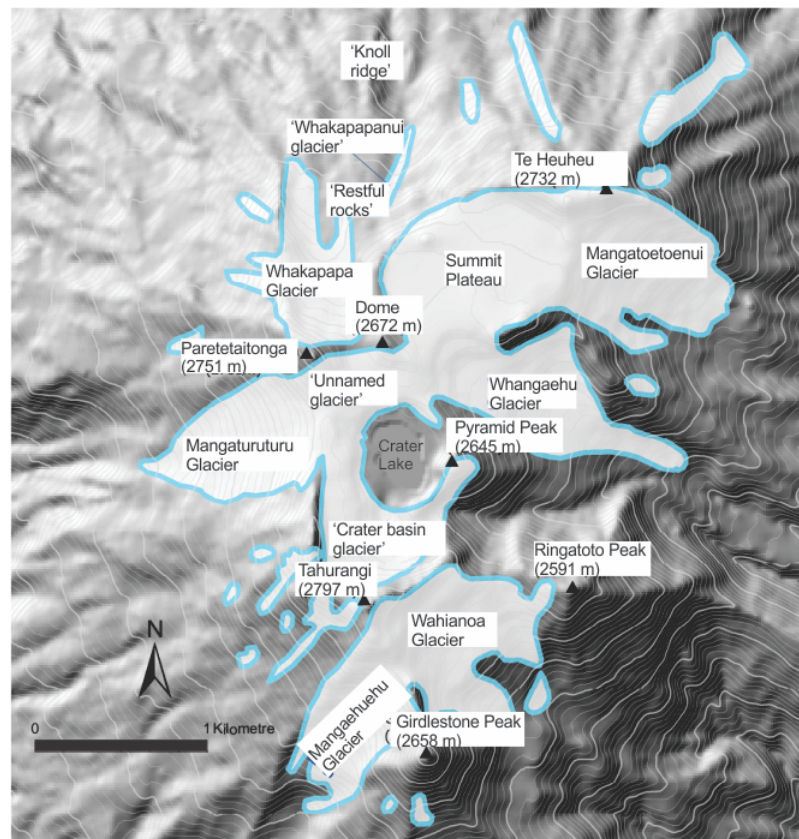 ‘Knoll
ridge’
‘Whakapapanui
glacier’
Te Heuheu
(2732 m)
‘Restful
rocks’
Summit
Plateau
Mangatoetoenui
Glacier
Whakapapa
Glacier
Dome
(2672 m)
Paretetaitonga
(2751 m)
‘Unnamed
glacier’
Whangaehu
Glacier
Pyramid Peak
(2645 m)
Mangaturuturu
Glacier
Crater
Lake
‘Crater basin
glacier’
Ringatoto Peak
(2591 m)
Tahurangi
(2797 m)
Wahianoa
Glacier
N
Mangaehuehu
Glacier
Girdlestone Peak
(2658 m)
0
1 Kilometre